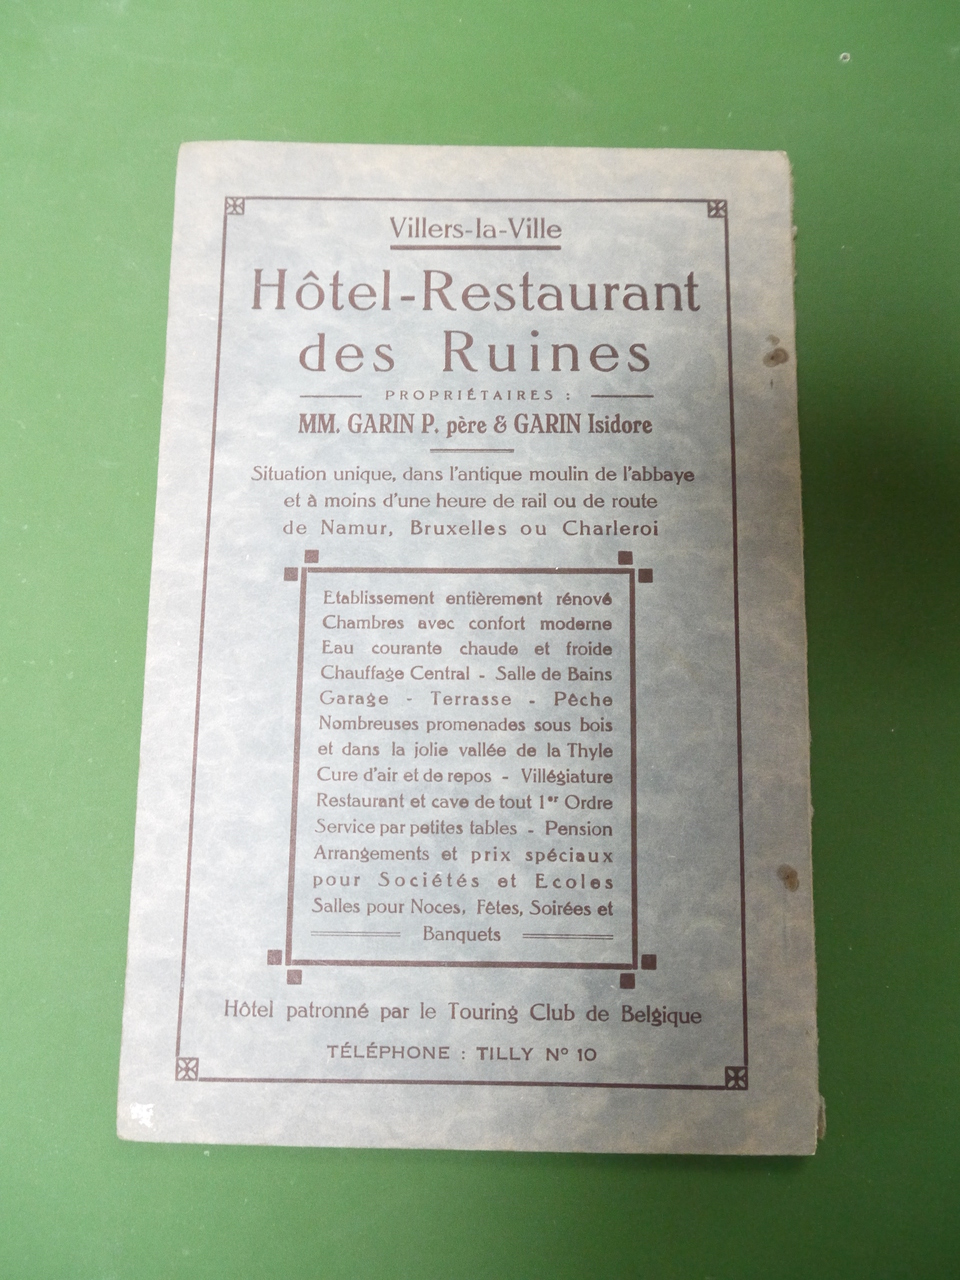 Villers-la-Ville
Hôtel-Restaurant
des Ruines
PROPRIÉTAIRES :
MM. GARIN P. père & GARIN Isidore
Situation unique, dans l'antique moulin de l'abbaye
et à moins d'une heure de rail ou de route
de Namur, Bruxelles ou Charleroi
Etablissement entièrement rénové
Chambres avec confort moderne
Eau courante chaude et froide
Chauffage Central - Salle de Bains
Garage - Terrasse - Pêche
Nombreuses promenades sous bois
et dans la jolie vallée de la Thyle
Cure d'air et de repos - Villégiature
Restaurant et cave de tout 1er Ordre
Service par petites tables - Pension
Arrangements et prix spéciaux
pour Sociétés et Ecoles
Salles pour Noces, Fêtes, Soirées et
Banquets
Hôtel patronné par le Touring Club de Belgique
TÉLÉPHONE : TILLY N° 10